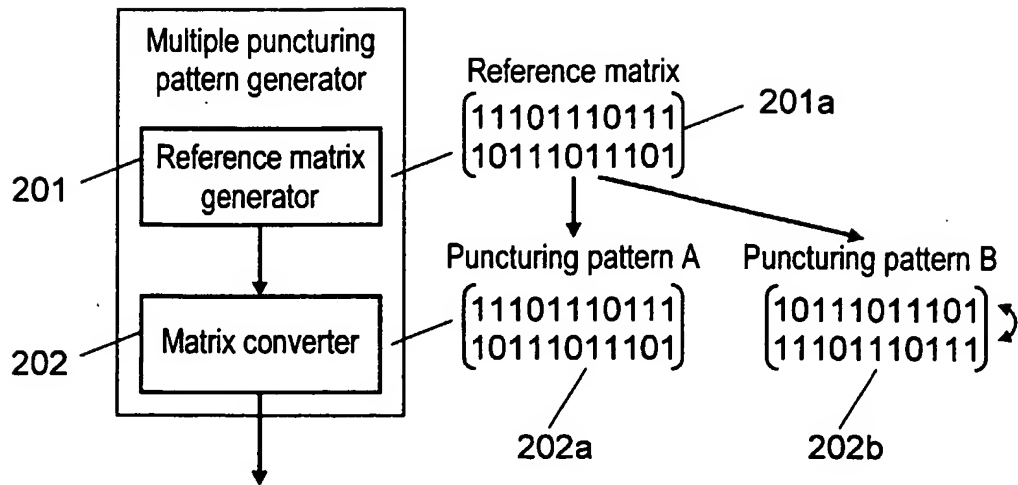 Multiple puncturing
pattern generator
201
Reference matrix
generator
202
Matrix converter
Reference matrix
11101110111
10111011101
201a
Puncturing pattern A
11101110111
10111011101
202a
Puncturing pattern B
10111011101
11101110111
202b